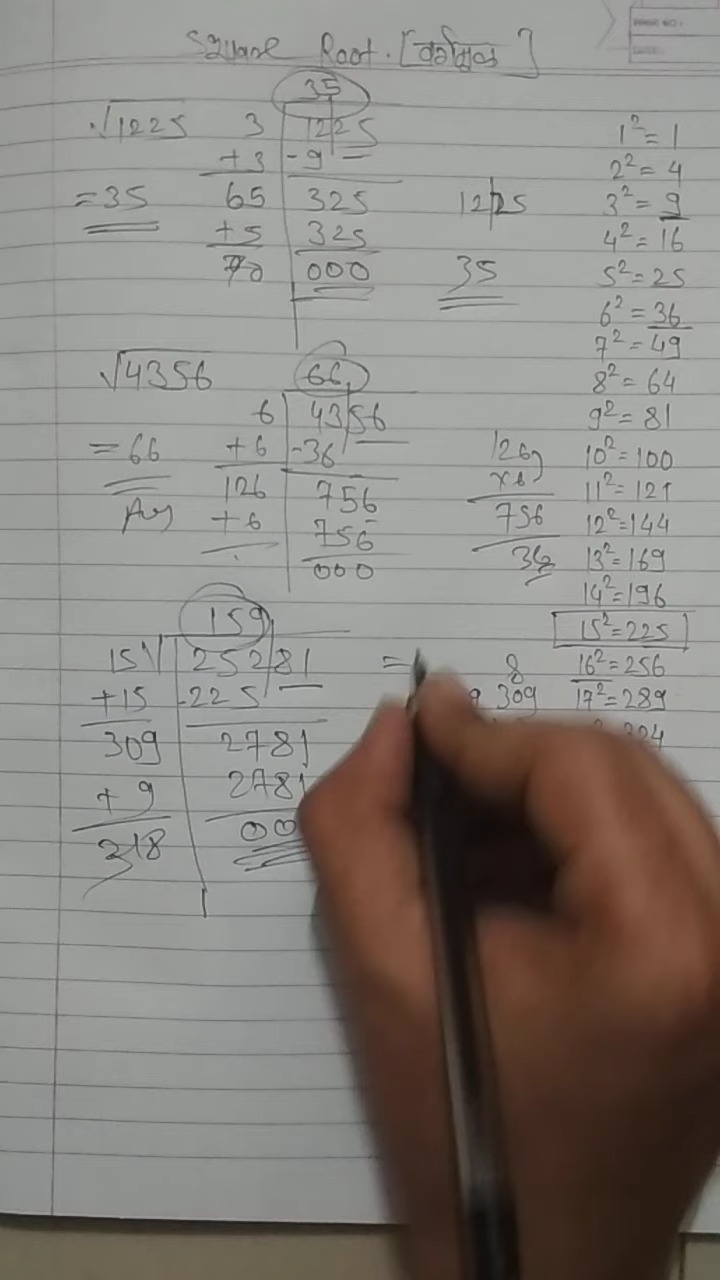 Square Root. [वर्गमूल]
35
√1225 3 1225
+3 -9
= 35 65 325
+5 325
70 000
1225
35
√4356 66
6 4356
= 66 +6 -36
Ans 126 756
+6 756
000
126
×6
756
36
159
15√ 25281 =
+15 -225
309 2781
+9 2781
318 00
8
9 309
1² = 1
2² = 4
3² = 9
4² = 16
5² = 25
6² = 36
7² = 49
8² = 64
9² = 81
10² = 100
11² = 121
12² = 144
13² = 169
14² = 196
15² = 225
16² = 256
17² = 289